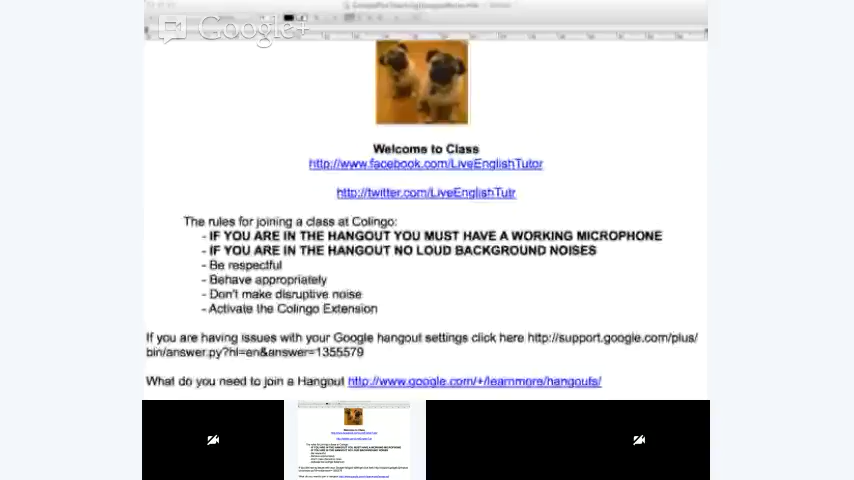 Google+
Welcome to Class
http://www.facebook.com/LiveEnglishTutor
http://twitter.com/LiveEnglishTutr
The rules for joining a class at Colingo:
- IF YOU ARE IN THE HANGOUT YOU MUST HAVE A WORKING MICROPHONE
- IF YOU ARE IN THE HANGOUT NO LOUD BACKGROUND NOISES
- Be respectful
- Behave appropriately
- Don't make disruptive noise
- Activate the Colingo Extension
If you are having issues with your Google hangout settings click here http://support.google.com/plus/
bin/answer.py?hl=en&answer=1355579
What do you need to join a Hangout http://www.google.com/+/learnmore/hangouts/